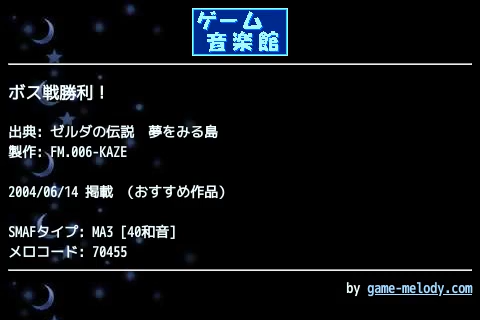 ゲーム
音楽館
ボス戦勝利！
出典: ゼルダの伝説　夢をみる島
製作: FM.006-KAZE
2004/06/14 掲載　(おすすめ作品)
SMAFタイプ: MA3 [40和音]
メロコード: 70455
by game-melody.com